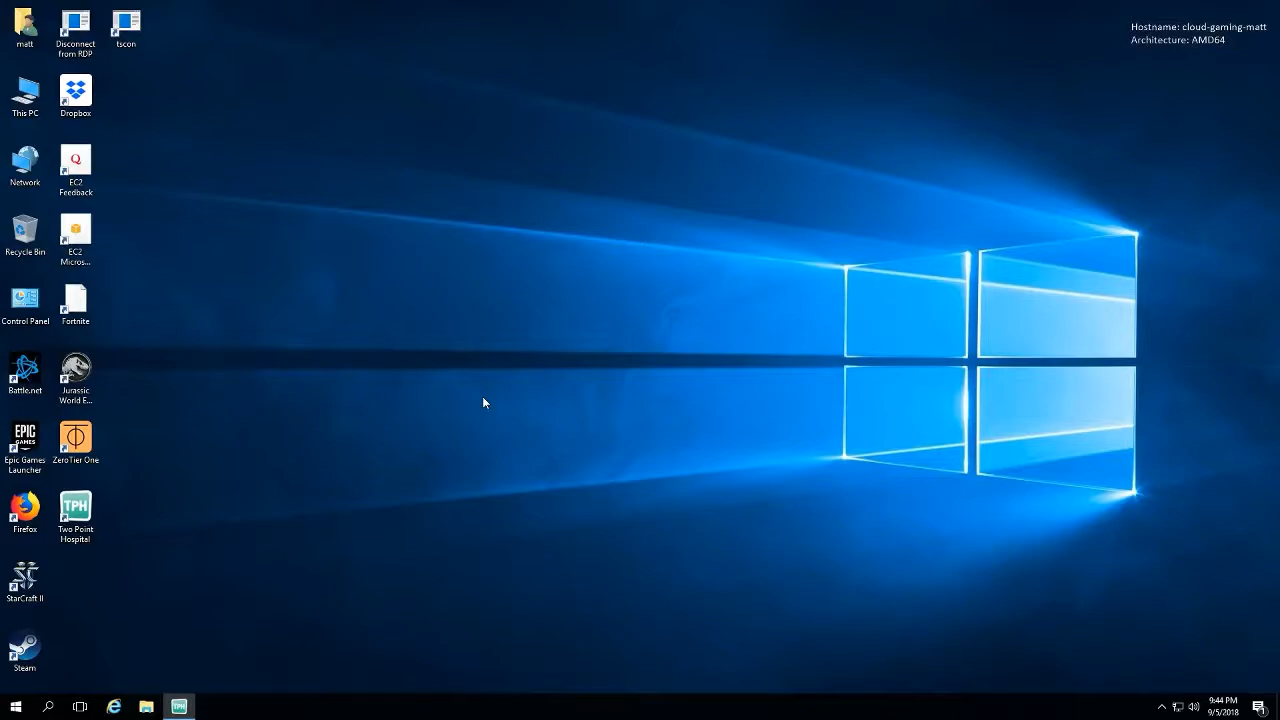 matt
Disconnect
from RDP
tscon
Hostname: cloud-gaming-matt
Architecture: AMD64
This PC
Dropbox
Network
Q
EC2
Feedback
Recycle Bin
EC2
Micros...
Control Panel
Fortnite
Battle.net
Jurassic
World E...
EPIC
GAMES
Epic Games
Launcher
ZeroTier One
Firefox
TPH
Two Point
Hospital
StarCraft II
Steam
TPH
9:44 PM
9/5/2018
1